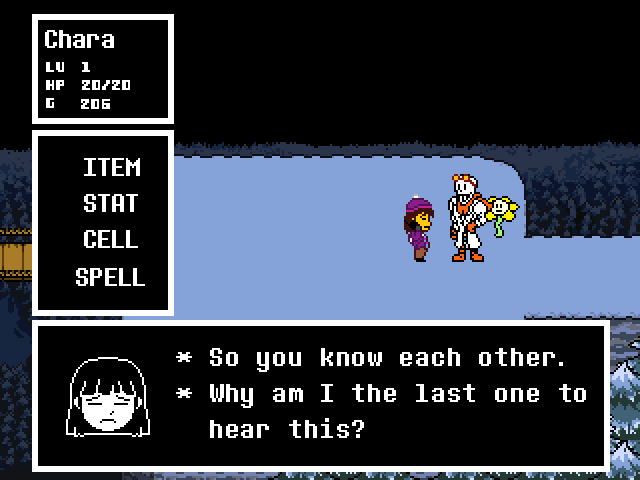 Chara
LV 1
HP 20/20
G 206
ITEM
STAT
CELL
SPELL
* So you know each other.
* Why am I the last one to
hear this?